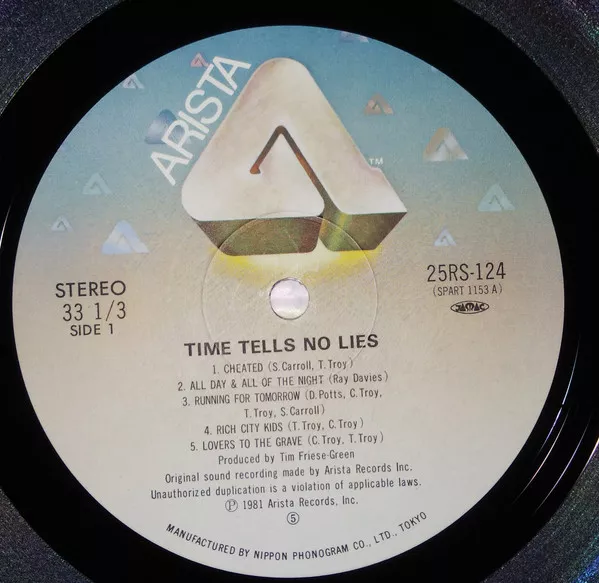 ARISTA
TM
STEREO
33 1/3
SIDE 1
25RS-124
(SPART 1153 A)
JASRAC
TIME TELLS NO LIES
1. CHEATED (S. Carroll, T. Troy)
2. ALL DAY & ALL OF THE NIGHT (Ray Davies)
3. RUNNING FOR TOMORROW (D. Potts, C. Troy,
T. Troy, S. Carroll)
4. RICH CITY KIDS (T. Troy, C. Troy)
5. LOVERS TO THE GRAVE (C. Troy, T. Troy)
Produced by Tim Friese-Green
Original sound recording made by Arista Records Inc.
Unauthorized duplication is a violation of applicable laws.
Ⓟ 1981 Arista Records, Inc.
⑤
MANUFACTURED BY NIPPON PHONOGRAM CO., LTD., TOKYO